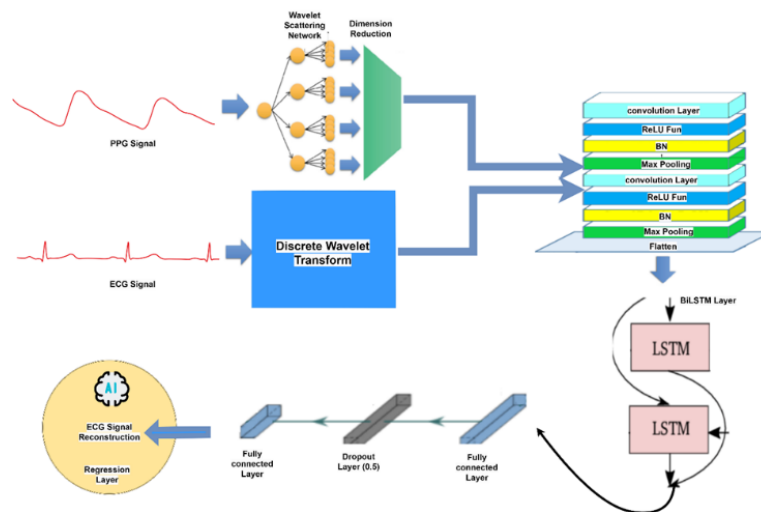 Wavelet
Scattering
Network
Dimension
Reduction
PPG Signal
convolution Layer
ReLU Fun
BN
Max Pooling
convolution Layer
ReLU Fun
BN
Max Pooling
Flatten
Discrete Wavelet
Transform
ECG Signal
BiLSTM Layer
LSTM
LSTM
AI
ECG Signal
Reconstruction
Regression
Layer
Fully
connected
Layer
Dropout
Layer (0.5)
Fully
connected
Layer